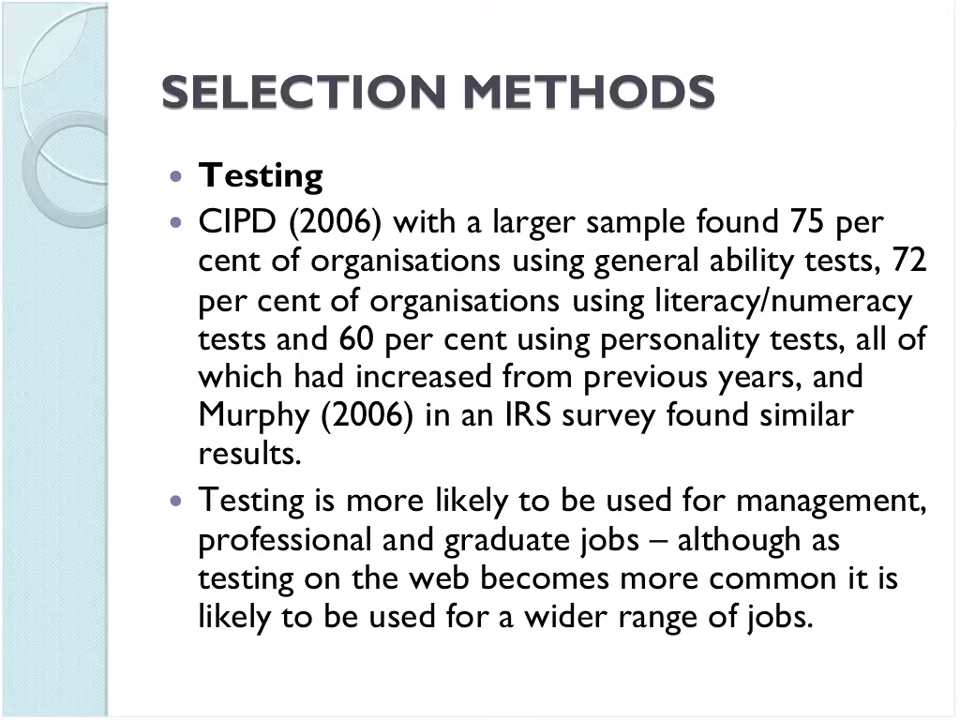 SELECTION METHODS
• Testing
• CIPD (2006) with a larger sample found 75 per
cent of organisations using general ability tests, 72
per cent of organisations using literacy/numeracy
tests and 60 per cent using personality tests, all of
which had increased from previous years, and
Murphy (2006) in an IRS survey found similar
results.
• Testing is more likely to be used for management,
professional and graduate jobs – although as
testing on the web becomes more common it is
likely to be used for a wider range of jobs.